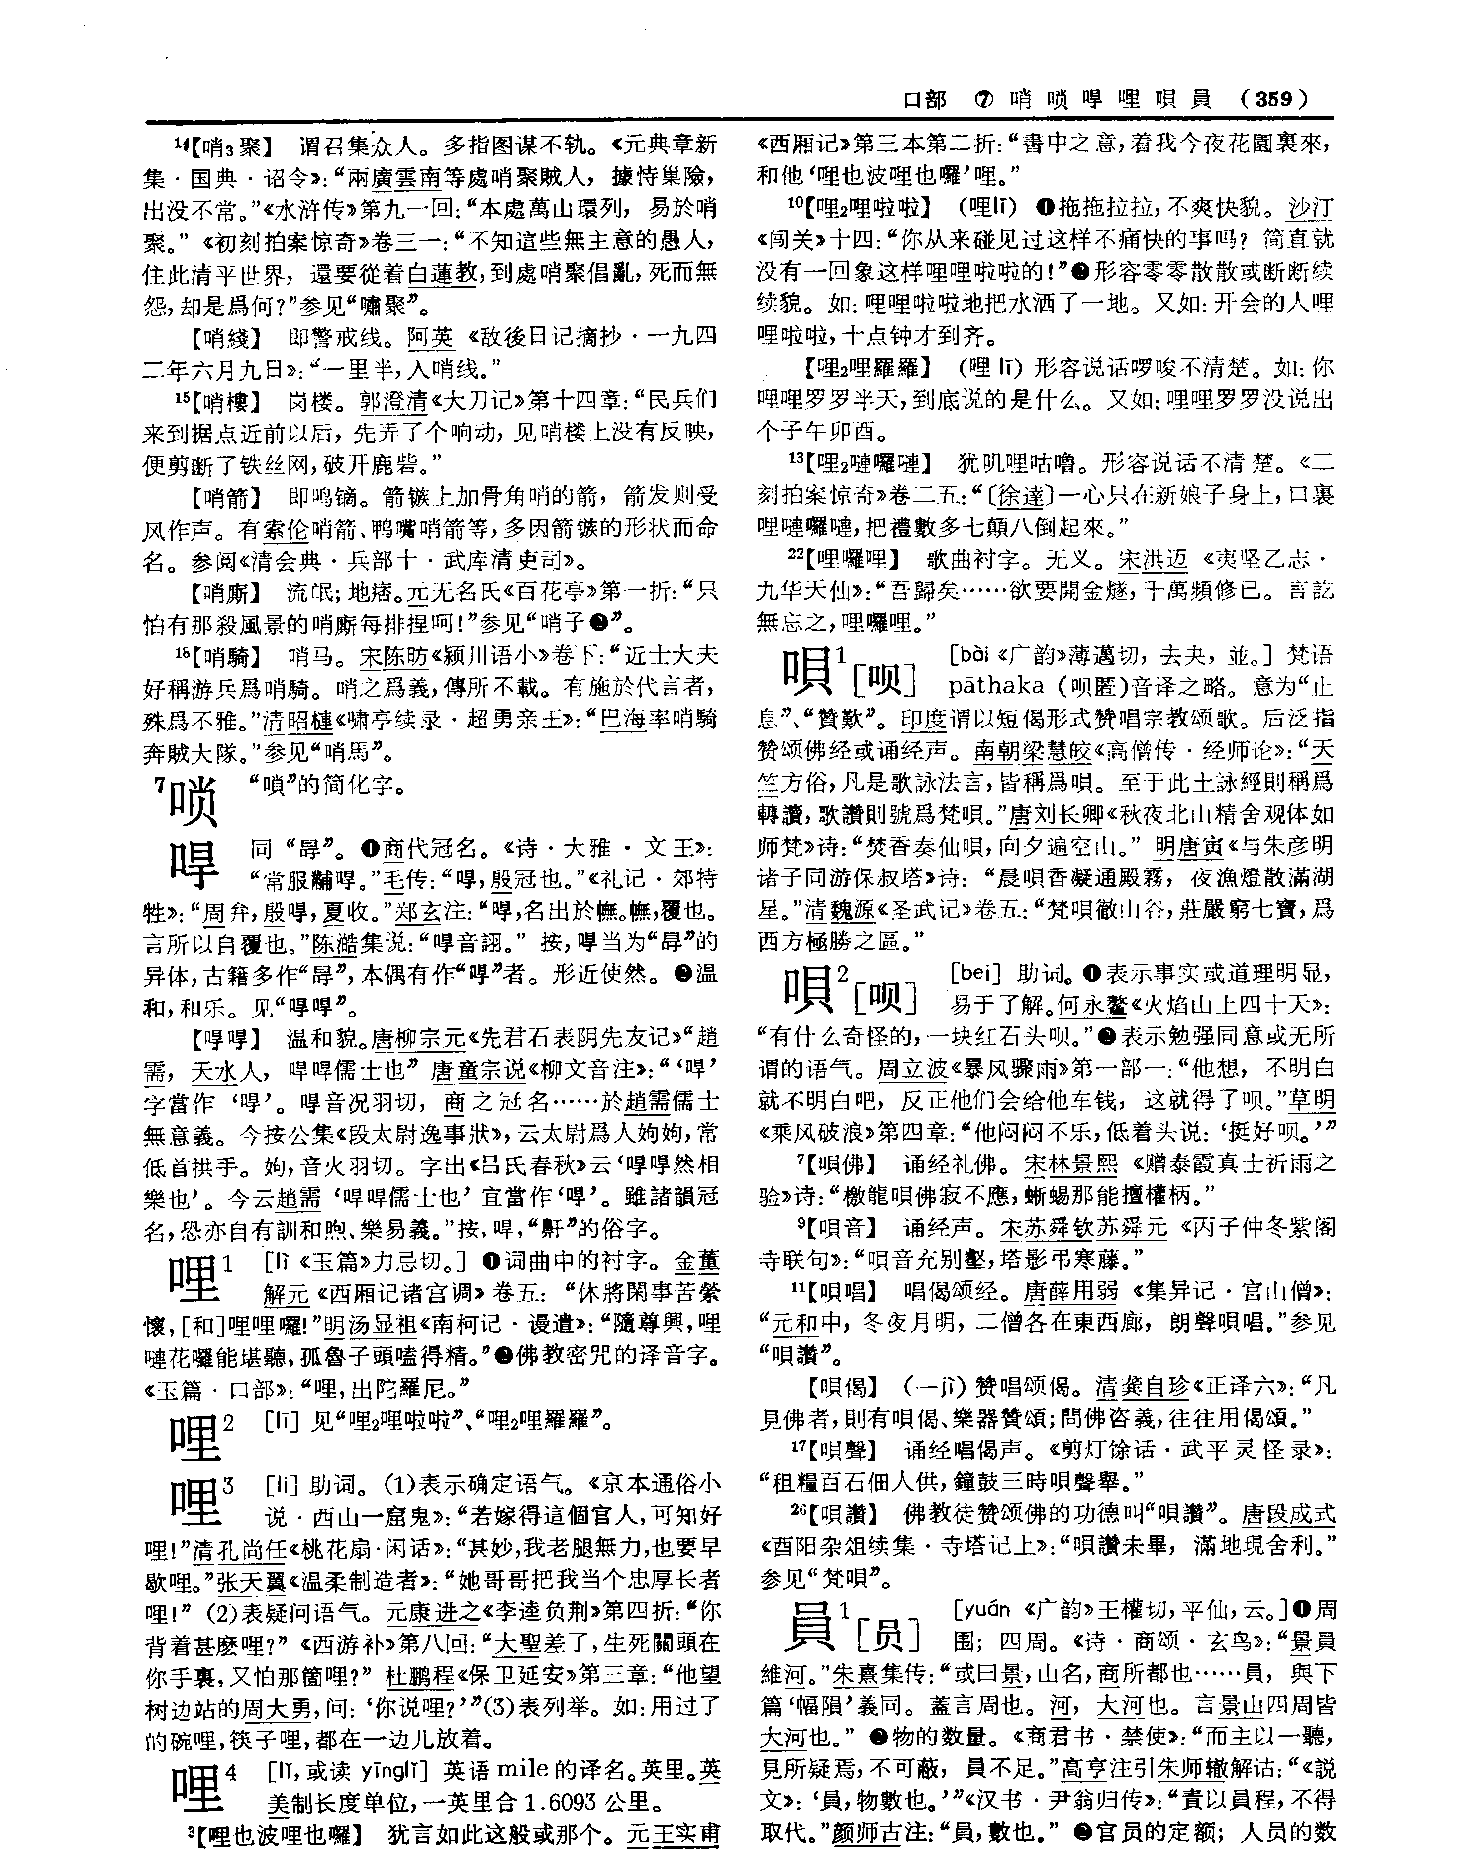 口部 ⑦ 哨 唢 哻 哩 唄 員 (359)
¹⁴【哨₃聚】 谓召集众人。多指图谋不轨。《元典章新
集·国典·诏令》:“兩廣雲南等處哨聚賊人，據恃巢險，
出没不常。”《水浒传》第九一回:“本處萬山環列，易於哨
聚。”《初刻拍案惊奇》卷三一:“不知這些無主意的愚人，
住此清平世界，還要從着白蓮教，到處哨聚倡亂，死而無
怨，却是爲何?”参见“嘯聚”。
【哨綫】 即警戒线。阿英《敌後日记摘抄·一九四
二年六月九日》:“一里半，入哨线。”
¹⁵【哨樓】 岗楼。郭澄清《大刀记》第十四章:“民兵们
来到据点近前以后，先弄了个响动，见哨楼上没有反映，
便剪断了铁丝网，破开鹿砦。”
【哨箭】 即鸣镝。箭镞上加骨角哨的箭，箭发则受
风作声。有索伦哨箭、鸭嘴哨箭等，多因箭镞的形状而命
名。参阅《清会典·兵部十·武库清吏司》。
【哨厮】 流氓；地痞。元无名氏《百花亭》第一折:“只
怕有那殺風景的哨厮每排捏呵!”参见“哨子❷”。
¹⁸【哨騎】 哨马。宋陈昉《颍川语小》卷下:“近士大夫
好稱游兵爲哨騎。哨之爲義，傳所不載。有施於代言者，
殊爲不雅。”清昭槤《啸亭续录·超勇亲王》:“巴海率哨騎
奔賊大隊。”参见“哨馬”。
⁷唢 “嗩”的简化字。
哻 同“冔”。❶商代冠名。《诗·大雅·文王》:
“常服黼哻。”毛传:“哻，殷冠也。”《礼记·郊特
牲》:“周弁，殷哻，夏收。”郑玄注:“哻，名出於幠。幠，覆也。
言所以自覆也。”陈澔集说:“哻音詡。”按，哻当为“冔”的
异体，古籍多作“冔”，本偶有作“哻”者。形近使然。❷温
和，和乐。见“哻哻”。
【哻哻】 温和貌。唐柳宗元《先君石表阴先友记》“趙
需，天水人，哻哻儒士也”唐童宗说《柳文音注》:“‘哻’
字當作‘哻’。哻音况羽切，商之冠名……於趙需儒士
無意義。今按公集《段太尉逸事狀》，云太尉爲人姁姁，常
低首拱手。姁，音火羽切。字出《吕氏春秋》云‘哻哻然相
樂也’。今云趙需‘哻哻儒士也’宜當作‘哻’。雖諸韻冠
名，恐亦自有訓和煦、樂易義。”按，哻，“鼾”的俗字。
哩¹ [lǐ《玉篇》力忌切。] ❶词曲中的衬字。金董
解元《西厢记诸宫调》卷五:“休將閑事苦縈
懷，[和]哩哩囉!”明汤显祖《南柯记·谩遣》:“隨尊興，哩
嗹花囉能堪聽，孤魯子頭嗑得精。”❷佛教密咒的译音字。
《玉篇·口部》:“哩，出陀羅尼。”
哩² [lī] 见“哩₂哩啦啦”、“哩₂哩羅羅”。
哩³ [li] 助词。(1)表示确定语气。《京本通俗小
说·西山一窟鬼》:“若嫁得這個官人，可知好
哩!”清孔尚任《桃花扇·闲话》:“甚妙，我老腿無力，也要早
歇哩。”张天翼《温柔制造者》:“她哥哥把我当个忠厚长者
哩!”(2)表疑问语气。元康进之《李逵负荆》第四折:“你
背着甚麽哩?”《西游补》第八回:“大聖差了，生死關頭在
你手裏，又怕那箇哩?”杜鹏程《保卫延安》第三章:“他望
树边站的周大勇，问:‘你说哩?’”(3)表列举。如:用过了
的碗哩，筷子哩，都在一边儿放着。
哩⁴ [lǐ，或读 yīnglǐ] 英语 mile 的译名。英里。英
美制长度单位，一英里合 1.6093 公里。
³【哩也波哩也囉】 犹言如此这般或那个。元王实甫
《西厢记》第三本第二折:“書中之意，着我今夜花園裏來，
和他‘哩也波哩也囉’哩。”
¹⁰【哩₂哩啦啦】 (哩lī) ❶拖拖拉拉，不爽快貌。沙汀
《闯关》十四:“你从来碰见过这样不痛快的事吗? 简直就
没有一回象这样哩哩啦啦的!”❷形容零零散散或断断续
续貌。如:哩哩啦啦地把水洒了一地。又如:开会的人哩
哩啦啦，十点钟才到齐。
【哩₂哩羅羅】 (哩lī) 形容说话啰唆不清楚。如:你
哩哩罗罗半天，到底说的是什么。又如:哩哩罗罗没说出
个子午卯酉。
¹³【哩₂嗹囉嗹】 犹叽哩咕噜。形容说话不清楚。《二
刻拍案惊奇》卷二五:“〔徐達〕一心只在新娘子身上，口裏
哩嗹囉嗹，把禮數多七顛八倒起來。”
²²【哩囉哩】 歌曲衬字。无义。宋洪迈《夷坚乙志·
九华天仙》:“吾歸矣……欲要開金燧，千萬頻修已。言訖
無忘之，哩囉哩。”
唄¹[呗] [bài《广韵》薄邁切，去夬，並。] 梵语
pāthaka (呗匿)音译之略。意为“止
息”、“赞歎”。印度谓以短偈形式赞唱宗教颂歌。后泛指
赞颂佛经或诵经声。南朝梁慧皎《高僧传·经师论》:“天
竺方俗，凡是歌詠法言，皆稱爲唄。至于此土詠經則稱爲
轉讀，歌讚則號爲梵唄。”唐刘长卿《秋夜北山精舍观体如
师梵》诗:“焚香奏仙唄，向夕遍空山。”明唐寅《与朱彦明
诸子同游保叔塔》诗:“晨唄香凝通殿霧，夜漁燈散滿湖
星。”清魏源《圣武记》卷五:“梵唄徹山谷，莊嚴窮七寶，爲
西方極勝之區。”
唄²[呗] [bei] 助词。❶表示事实或道理明显，
易于了解。何永鳌《火焰山上四十天》:
“有什么奇怪的，一块红石头呗。”❷表示勉强同意或无所
谓的语气。周立波《暴风骤雨》第一部一:“他想，不明白
就不明白吧，反正他们会给他车钱，这就得了呗。”草明
《乘风破浪》第四章:“他闷闷不乐，低着头说:‘挺好呗。’”
⁷【唄佛】 诵经礼佛。宋林景熙《赠泰霞真士祈雨之
验》诗:“檄龍唄佛寂不應，蜥蜴那能擅權柄。”
⁹【唄音】 诵经声。宋苏舜钦苏舜元《丙子仲冬紫阁
寺联句》:“唄音充别壑，塔影弔寒藤。”
¹¹【唄唱】 唱偈颂经。唐薛用弱《集异记·宫山僧》:
“元和中，冬夜月明，二僧各在東西廊，朗聲唄唱。”参见
“唄讚”。
【唄偈】 (—jì) 赞唱颂偈。清龚自珍《正译六》:“凡
見佛者，則有唄偈、樂器贊頌；問佛咨義，往往用偈頌。”
¹⁷【唄聲】 诵经唱偈声。《剪灯馀话·武平灵怪录》:
“租糧百石佃人供，鐘鼓三時唄聲舉。”
²⁶【唄讚】 佛教徒赞颂佛的功德叫“唄讚”。唐段成式
《酉阳杂俎续集·寺塔记上》:“唄讚未畢，滿地現舍利。”
参见“梵唄”。
員¹[员] [yuán《广韵》王權切，平仙，云。]❶周
围；四周。《诗·商颂·玄鸟》:“景員
維河。”朱熹集传:“或曰景，山名，商所都也……員，與下
篇‘幅隕’義同。蓋言周也。河，大河也。言景山四周皆
大河也。”❷物的数量。《商君书·禁使》:“而主以一聽，
見所疑焉，不可蔽，員不足。”高亨注引朱师辙解诂:“《說
文》:‘員，物數也。’”《汉书·尹翁归传》:“責以員程，不得
取代。”颜师古注:“員，數也。”❸官员的定额；人员的数